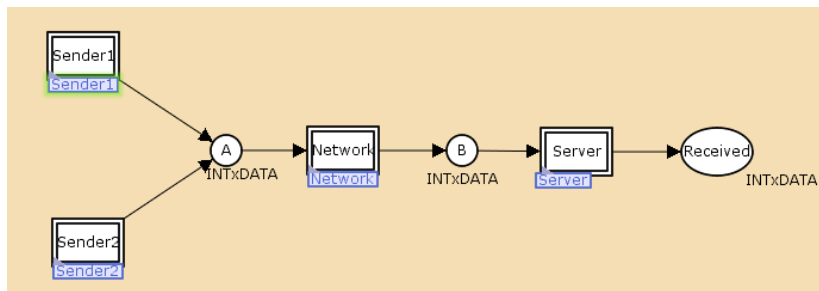 Sender1
Sender1
A
INTxDATA
Network
Network
B
INTxDATA
Server
Server
Received
INTxDATA
Sender2
Sender2